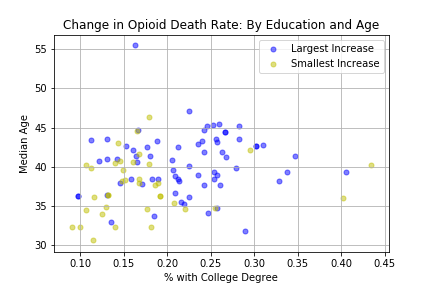 Change in Opioid Death Rate: By Education and Age
Largest Increase
Smallest Increase
Median Age
55
50
45
40
35
30
0.10 0.15 0.20 0.25 0.30 0.35 0.40 0.45
% with College Degree